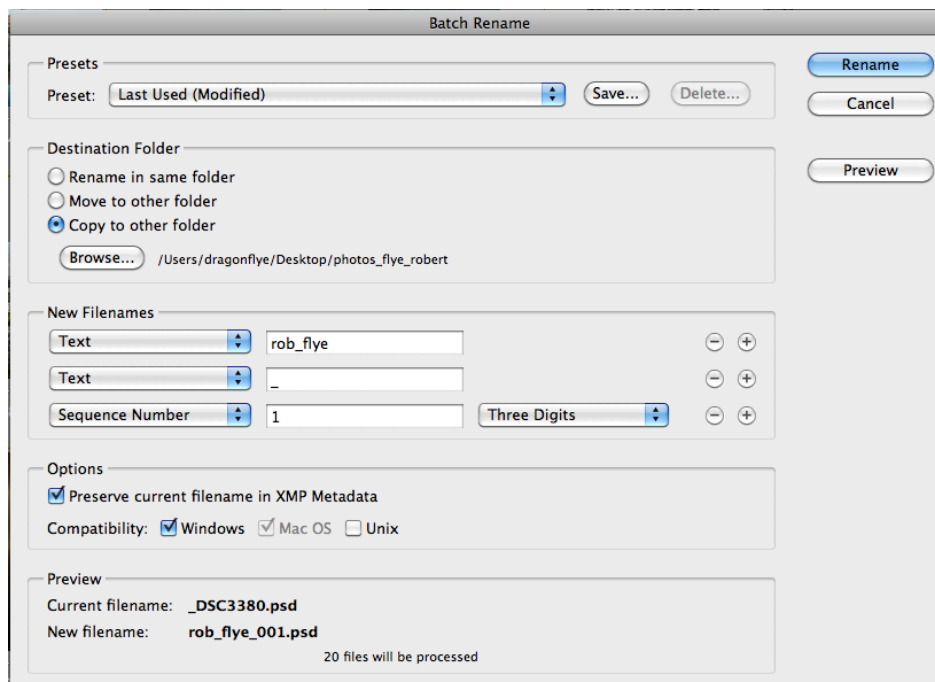 Batch Rename
Presets
Rename
Preset: Last Used (Modified) Save... Delete...
Cancel
Destination Folder
Rename in same folder
Preview
Move to other folder
Copy to other folder
Browse... /Users/dragonflye/Desktop/photos_flye_robert
New Filenames
Text rob_flye
Text _
Sequence Number 1 Three Digits
Options
Preserve current filename in XMP Metadata
Compatibility: Windows Mac OS Unix
Preview
Current filename: _DSC3380.psd
New filename: rob_flye_001.psd
20 files will be processed